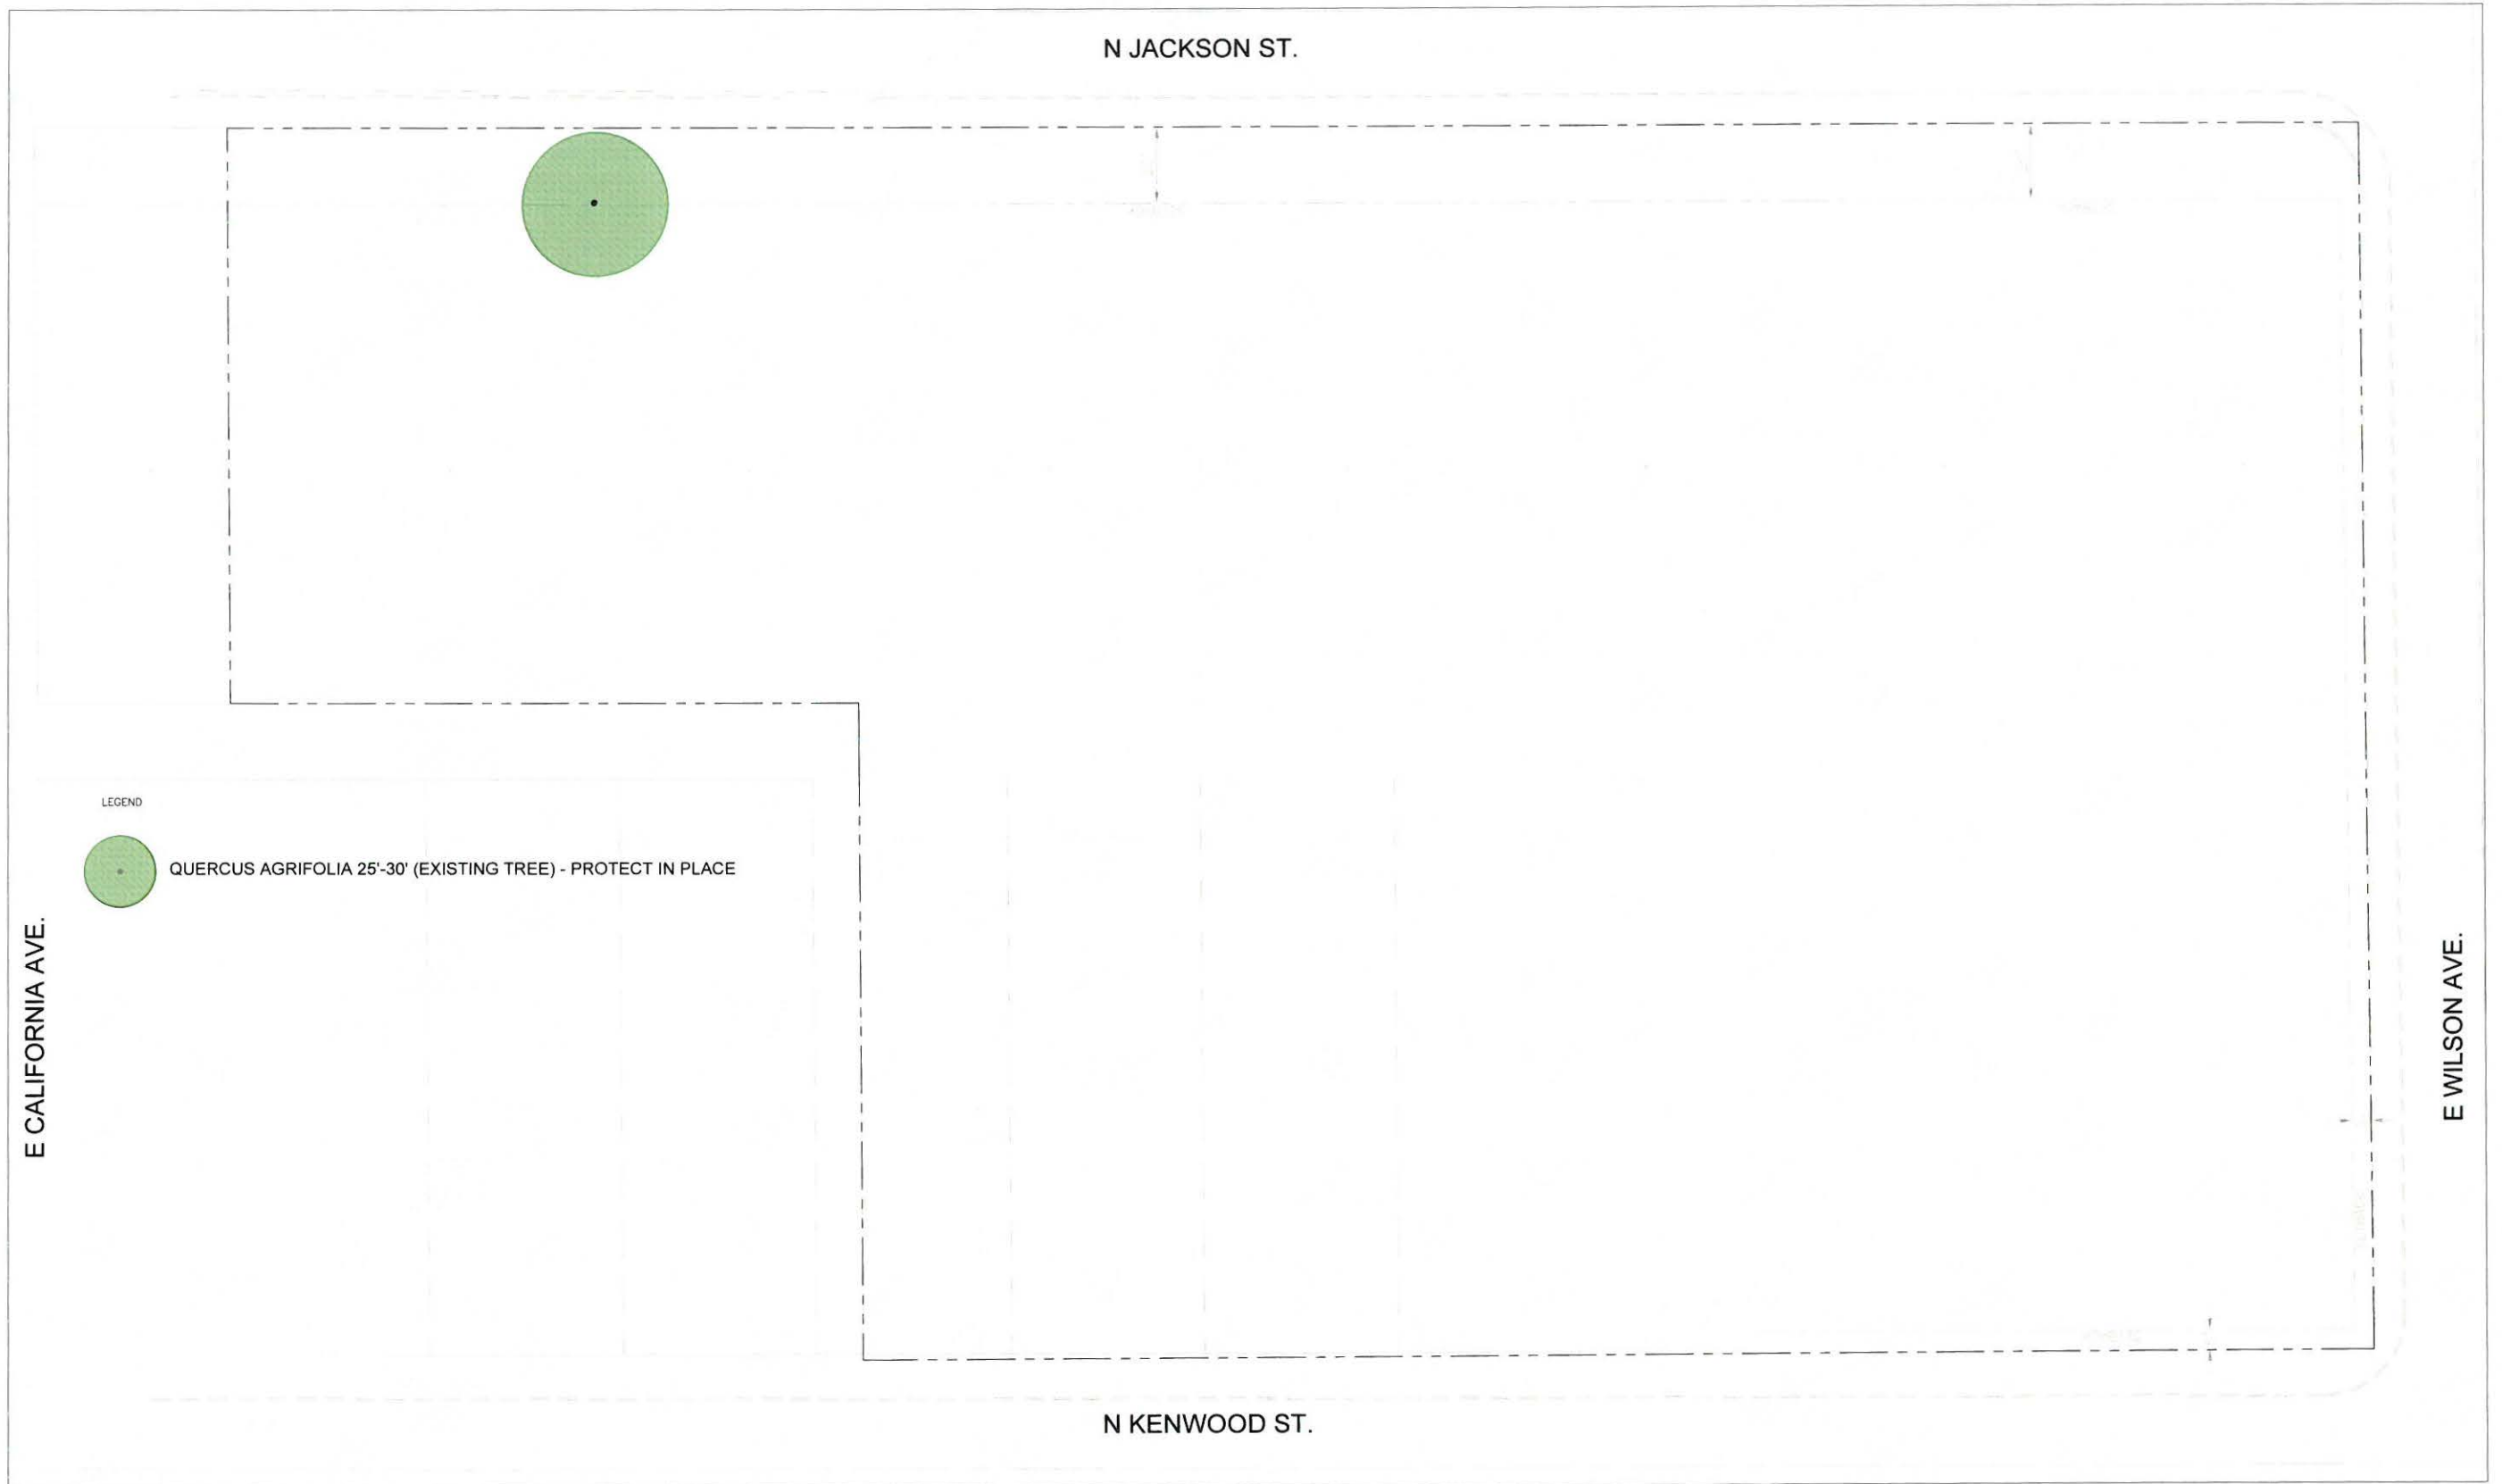 N JACKSON ST.
LEGEND
QUERCUS AGRIFOLIA 25'-30' (EXISTING TREE) - PROTECT IN PLACE
E CALIFORNIA AVE.
E WILSON AVE.
N KENWOOD ST.